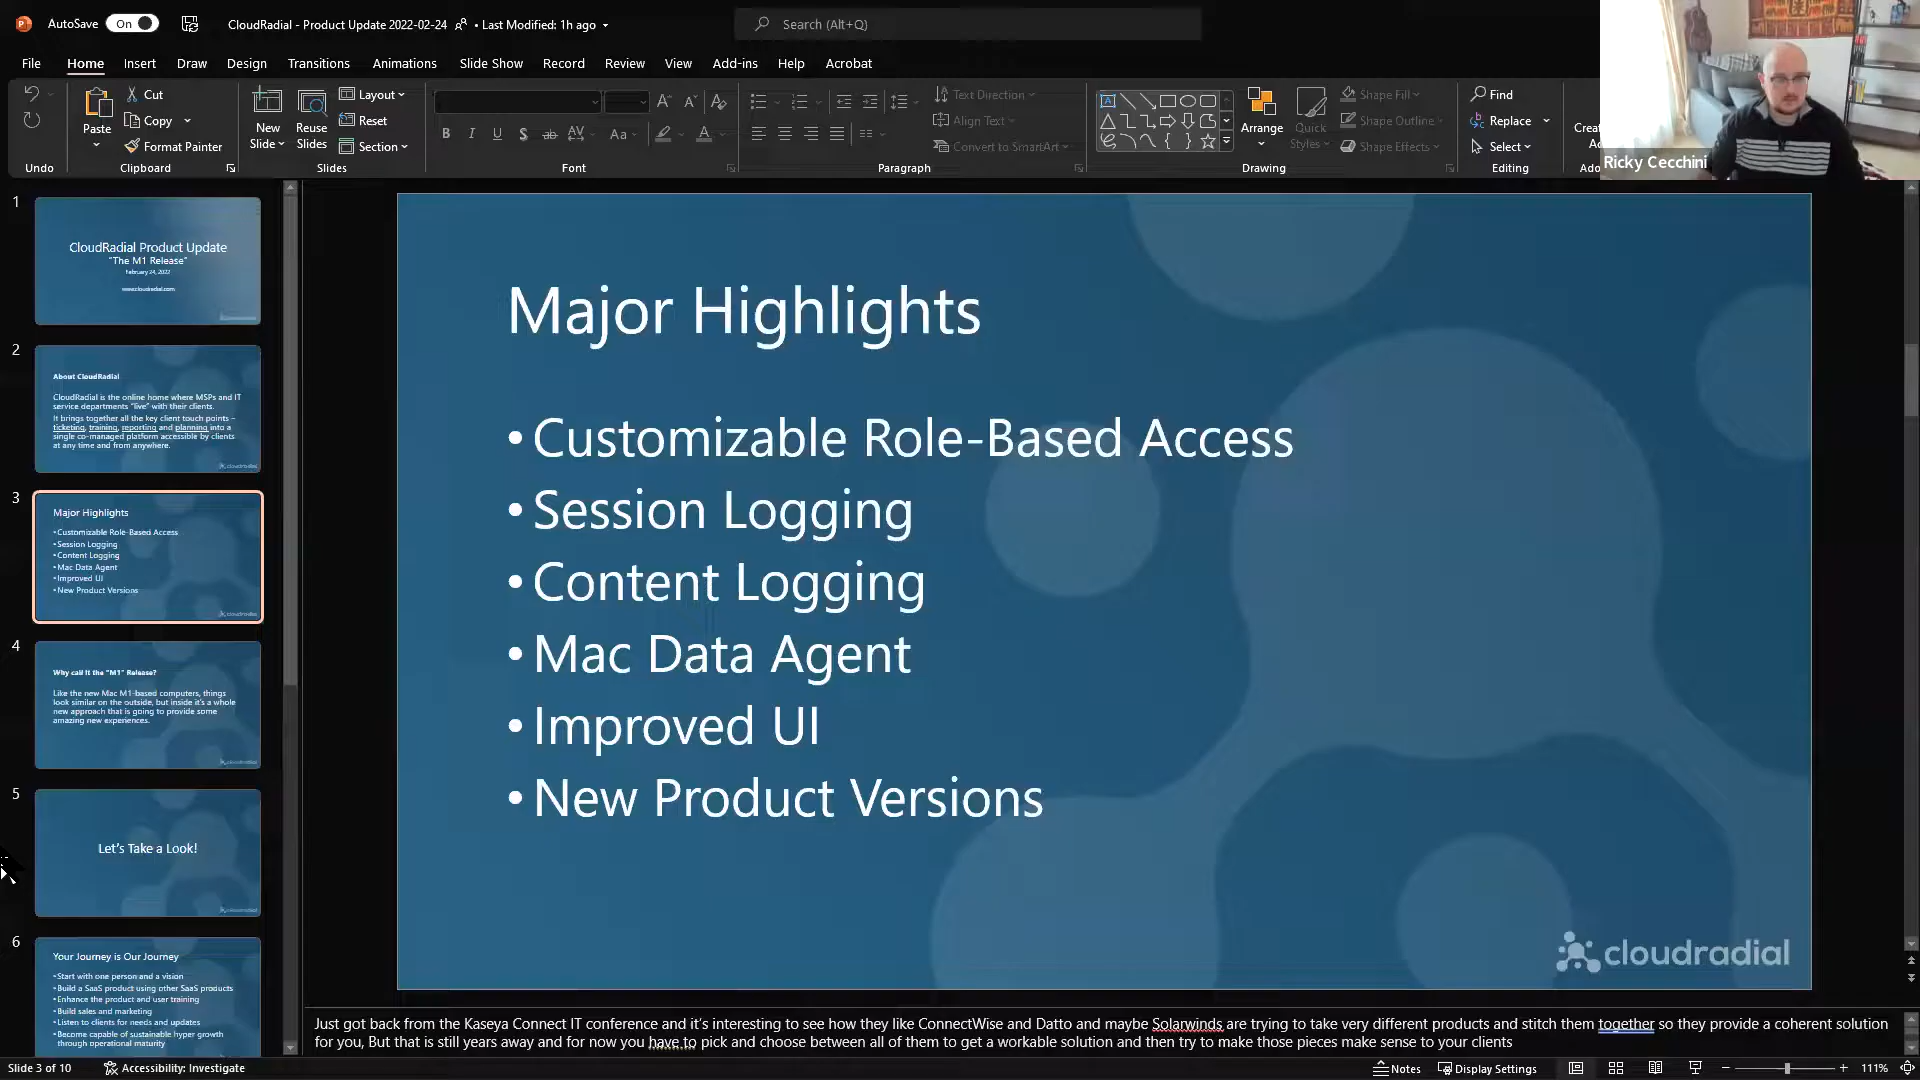 AutoSave On CloudRadial - Product Update 2022-02-24 • Last Modified: 1h ago Search (Alt+Q)
File Home Insert Draw Design Transitions Animations Slide Show Record Review View Add-ins Help Acrobat
Paste
Cut
Copy
Format Painter
New Slide
Reuse Slides
Layout
Reset
Section
B I U S ab AV Aa A
Text Direction
Align Text
Convert to SmartArt
Arrange
Quick Styles
Shape Fill
Shape Outline
Shape Effects
Find
Replace
Select
Undo Clipboard Slides Font Paragraph Drawing Editing
Ricky Cecchini
1
CloudRadial Product Update
"The M1 Release"
February 24, 2022
www.cloudradial.com
2
About CloudRadial
CloudRadial is the online home where MSPs and IT
service departments "live" with their clients.
It brings together all the key client touch points –
ticketing, training, reporting and planning into a
single co-managed platform accessible by clients
at any time and from anywhere.
cloudradial
3
Major Highlights
• Customizable Role-Based Access
• Session Logging
• Content Logging
• Mac Data Agent
• Improved UI
• New Product Versions
cloudradial
4
Why call it the "M1" Release?
Like the new Mac M1-based computers, things
look similar on the outside, but inside it's a whole
new approach that is going to provide some
amazing new experiences.
cloudradial
5
Let's Take a Look!
cloudradial
6
Your Journey is Our Journey
• Start with one person and a vision
• Build a SaaS product using other SaaS products
• Enhance the product and user training
• Build sales and marketing
• Listen to clients for needs and updates
• Become capable of sustainable hyper growth
through operational maturity
Major Highlights
• Customizable Role-Based Access
• Session Logging
• Content Logging
• Mac Data Agent
• Improved UI
• New Product Versions
cloudradial
Just got back from the Kaseya Connect IT conference and it's interesting to see how they like ConnectWise and Datto and maybe Solarwinds are trying to take very different products and stitch them together so they provide a coherent solution
for you, But that is still years away and for now you have to pick and choose between all of them to get a workable solution and then try to make those pieces make sense to your clients
Slide 3 of 10 Accessibility: Investigate Notes Display Settings 111%